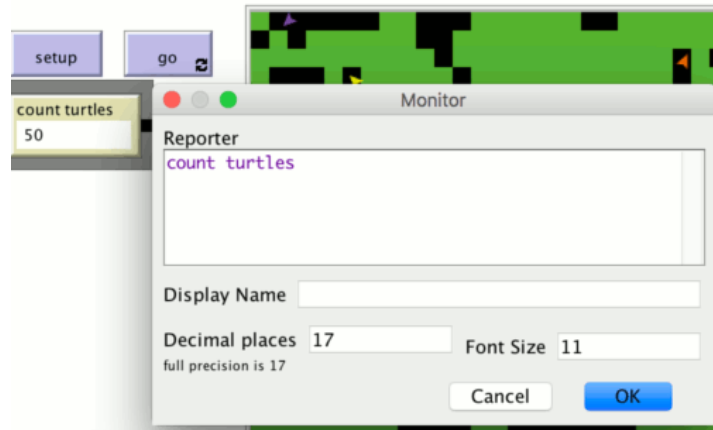 setup
go
count turtles
50
Monitor
Reporter
count turtles
Display Name
Decimal places 17
Font Size 11
full precision is 17
Cancel
OK